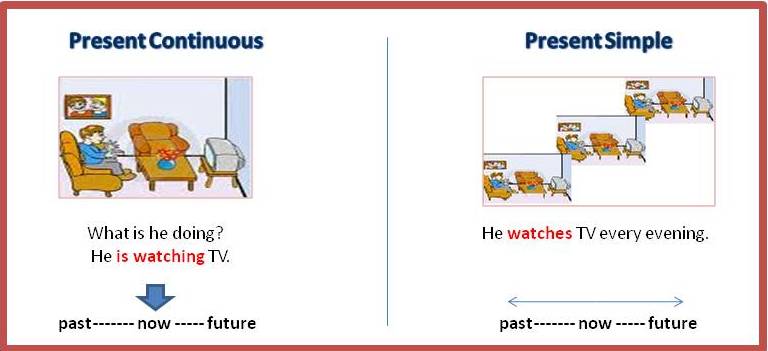 Present Continuous
What is he doing?
He is watching TV.
past------- now ----- future
Present Simple
He watches TV every evening.
past------- now ----- future